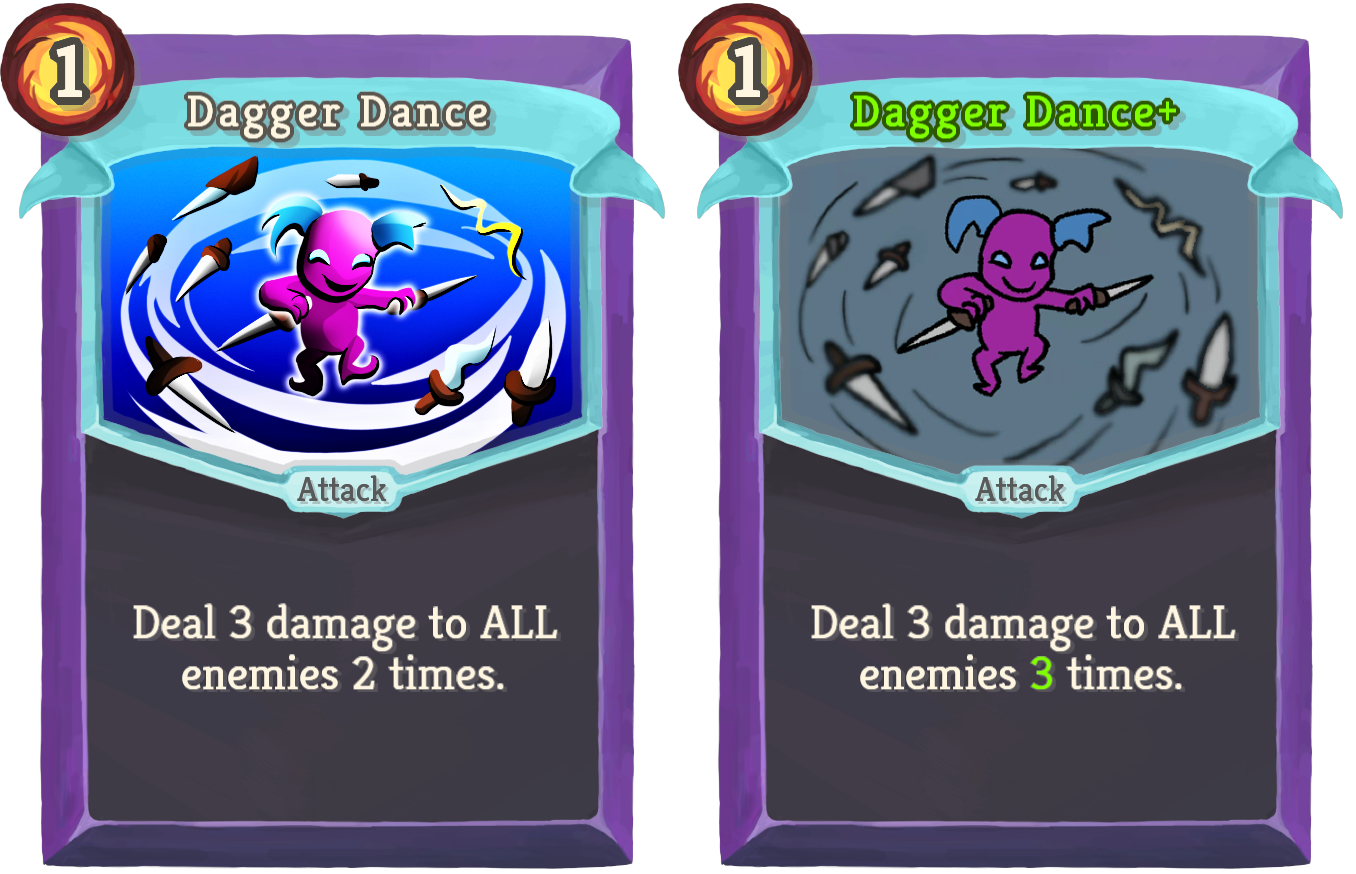 1
Dagger Dance
Attack
Deal 3 damage to ALL
enemies 2 times.
1
Dagger Dance+
Attack
Deal 3 damage to ALL
enemies 3 times.